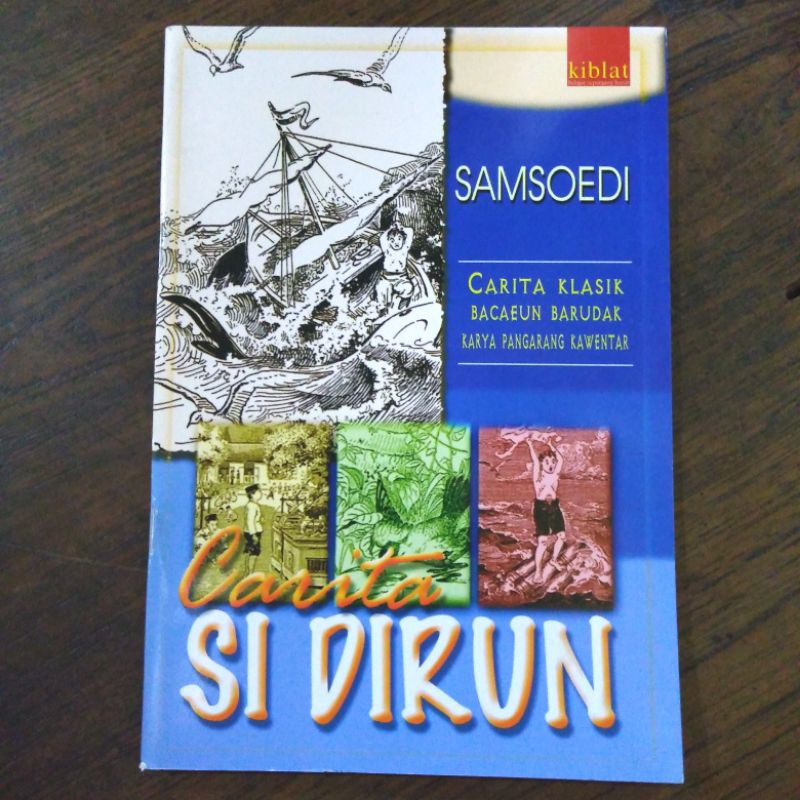 kiblat
SAMSOEDI
CARITA KLASIK
BACAEUN BARUDAK
KARYA PANGARANG KAWENTAR
Carita
SI DIRUN